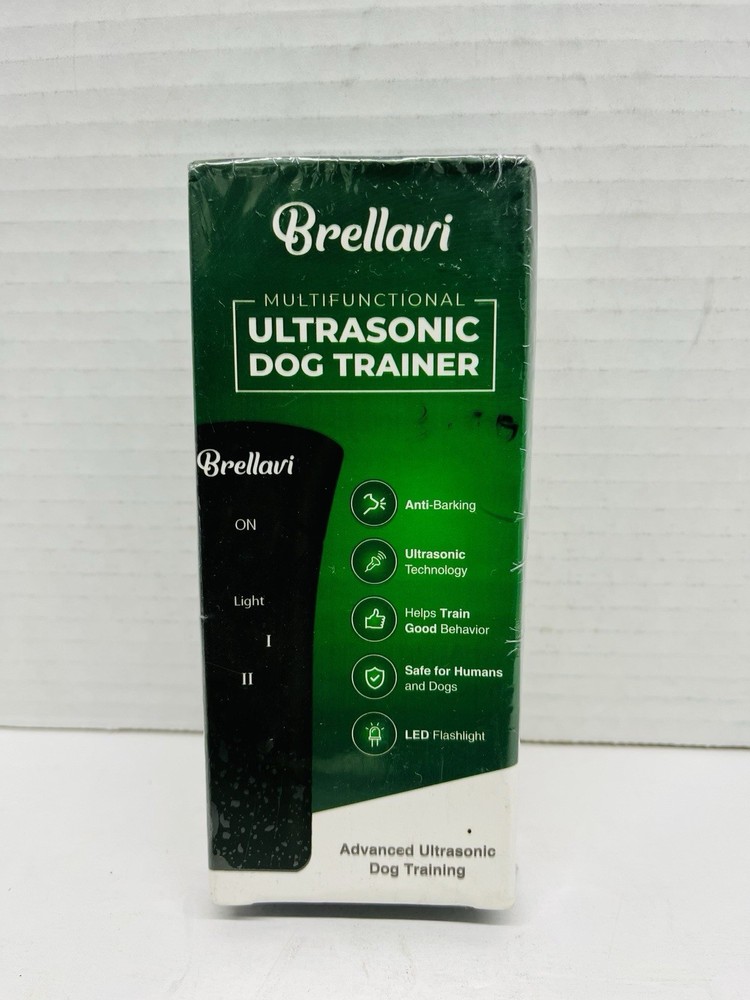 Brellavi
MULTIFUNCTIONAL
ULTRASONIC
DOG TRAINER
Brellavi
ON
Light
I
II
Anti-Barking
Ultrasonic
Technology
Helps Train
Good Behavior
Safe for Humans
and Dogs
LED Flashlight
Advanced Ultrasonic
Dog Training